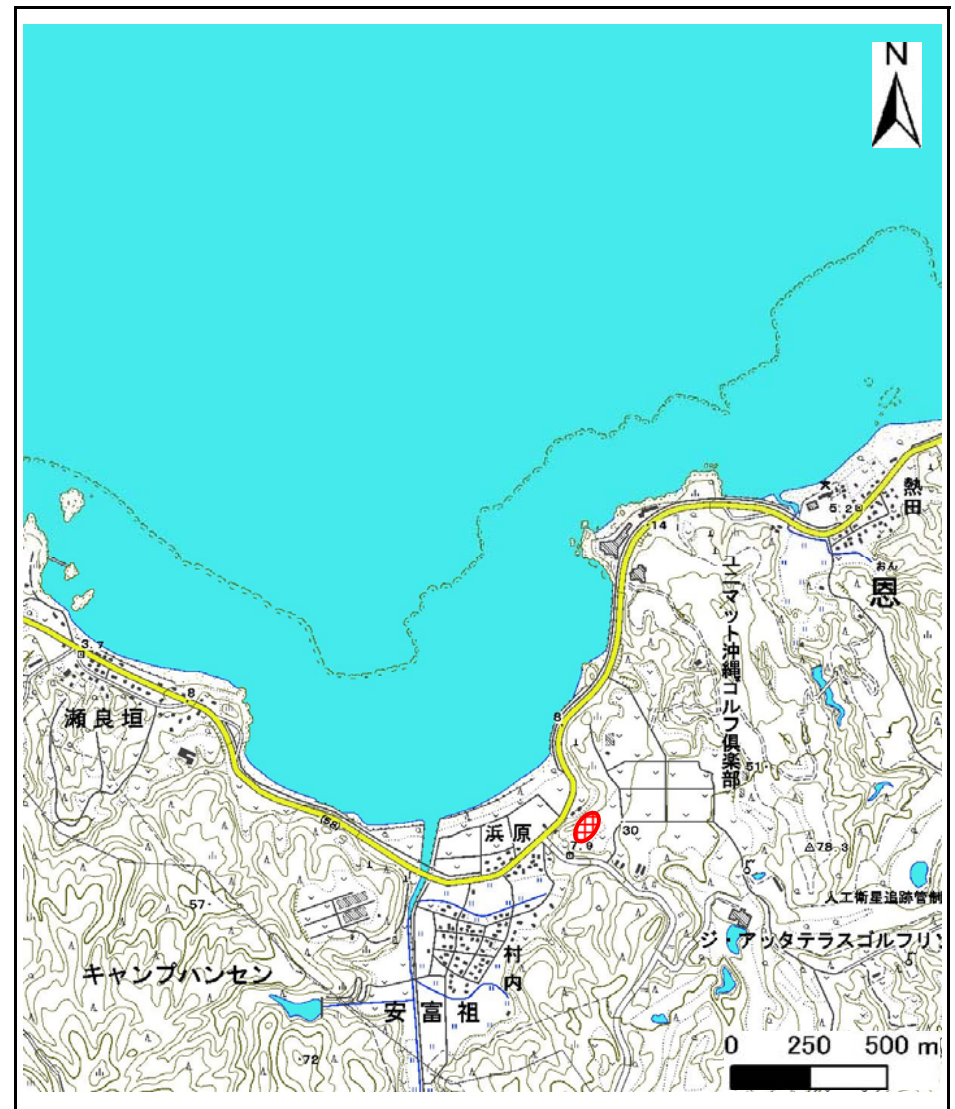 N
熱田
5.2
14
おん
恩
ユニマット沖縄ゴルフ倶楽部
3.7
8
瀬良垣
8
51
(58)
浜原
30
7.9
78.3
人工衛星追跡管制
57
ジ・アッタテラスゴルフリゾ
村内
キャンプハンセン
安富祖
72
0 250 500 m